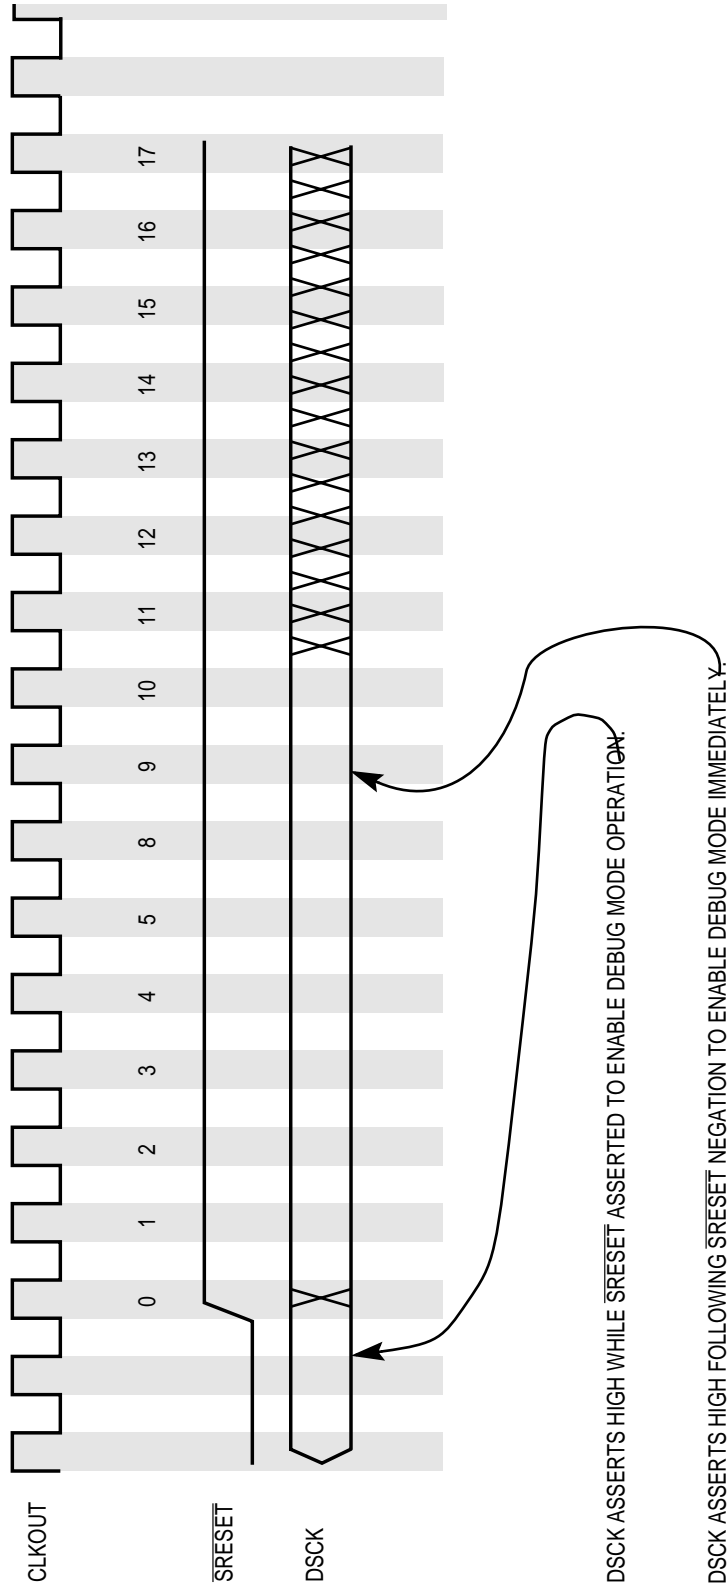 CLKOUT
0 1 2 3 4 5 8 9 10 11 12 13 14 15 16 17
SRESET
DSCK
DSCK ASSERTS HIGH WHILE SRESET ASSERTED TO ENABLE DEBUG MODE OPERATION.
DSCK ASSERTS HIGH FOLLOWING SRESET NEGATION TO ENABLE DEBUG MODE IMMEDIATELY.